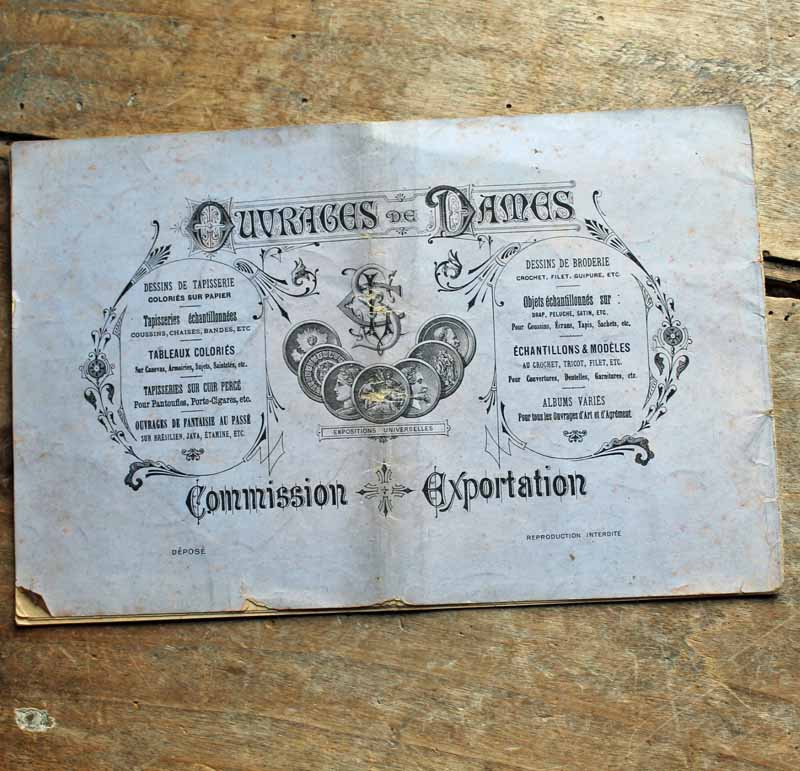 OUVRAGES DE DAMES
DESSINS DE TAPISSERIE
COLORIÉS SUR PAPIER
Tapisseries échantillonnées
COUSSINS, CHAISES, BANDES, ETC
TABLEAUX COLORIÉS
Sur Canevas, Armoiries, Sujets, Saintetés, etc.
TAPISSERIES SUR CUIR PERCÉ
Pour Pantoufles, Porte-Cigares, etc.
OUVRAGES DE FANTAISIE AU PASSÉ
SUR BRÉSILIEN, JAVA, ÉTAMINE, ETC.
EXPOSITIONS UNIVERSELLES
DESSINS DE BRODERIE
CROCHET, FILET, GUIPURE, ETC.
Objets échantillonnés sur :
DRAP, PELUCHE, SATIN, ETC.
Pour Coussins, Écrans, Tapis, Sachets, etc.
ÉCHANTILLONS & MODÈLES
AU CROCHET, TRICOT, FILET, ETC.
Pour Couvertures, Dentelles, Garnitures, etc.
ALBUMS VARIÉS
Pour tous les Ouvrages d'Art et d'Agrément.
Commission Exportation
DÉPOSÉ
REPRODUCTION INTERDITE